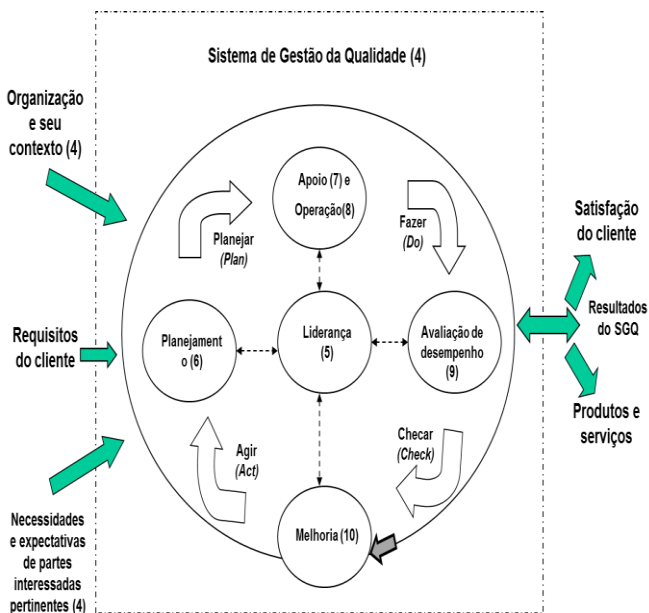 Sistema de Gestão da Qualidade (4)
Organização
e seu
contexto (4)
Requisitos
do cliente
Necessidades
e expectativas
de partes
interessadas
pertinentes (4)
Apoio (7) e
Operação(8)
Planejar
(Plan)
Fazer
(Do)
Planejament
o (6)
Liderança
(5)
Avaliação de
desempenho
(9)
Agir
(Act)
Checar
(Check)
Melhoria (10)
Satisfação
do cliente
Resultados
do SGQ
Produtos e
serviços